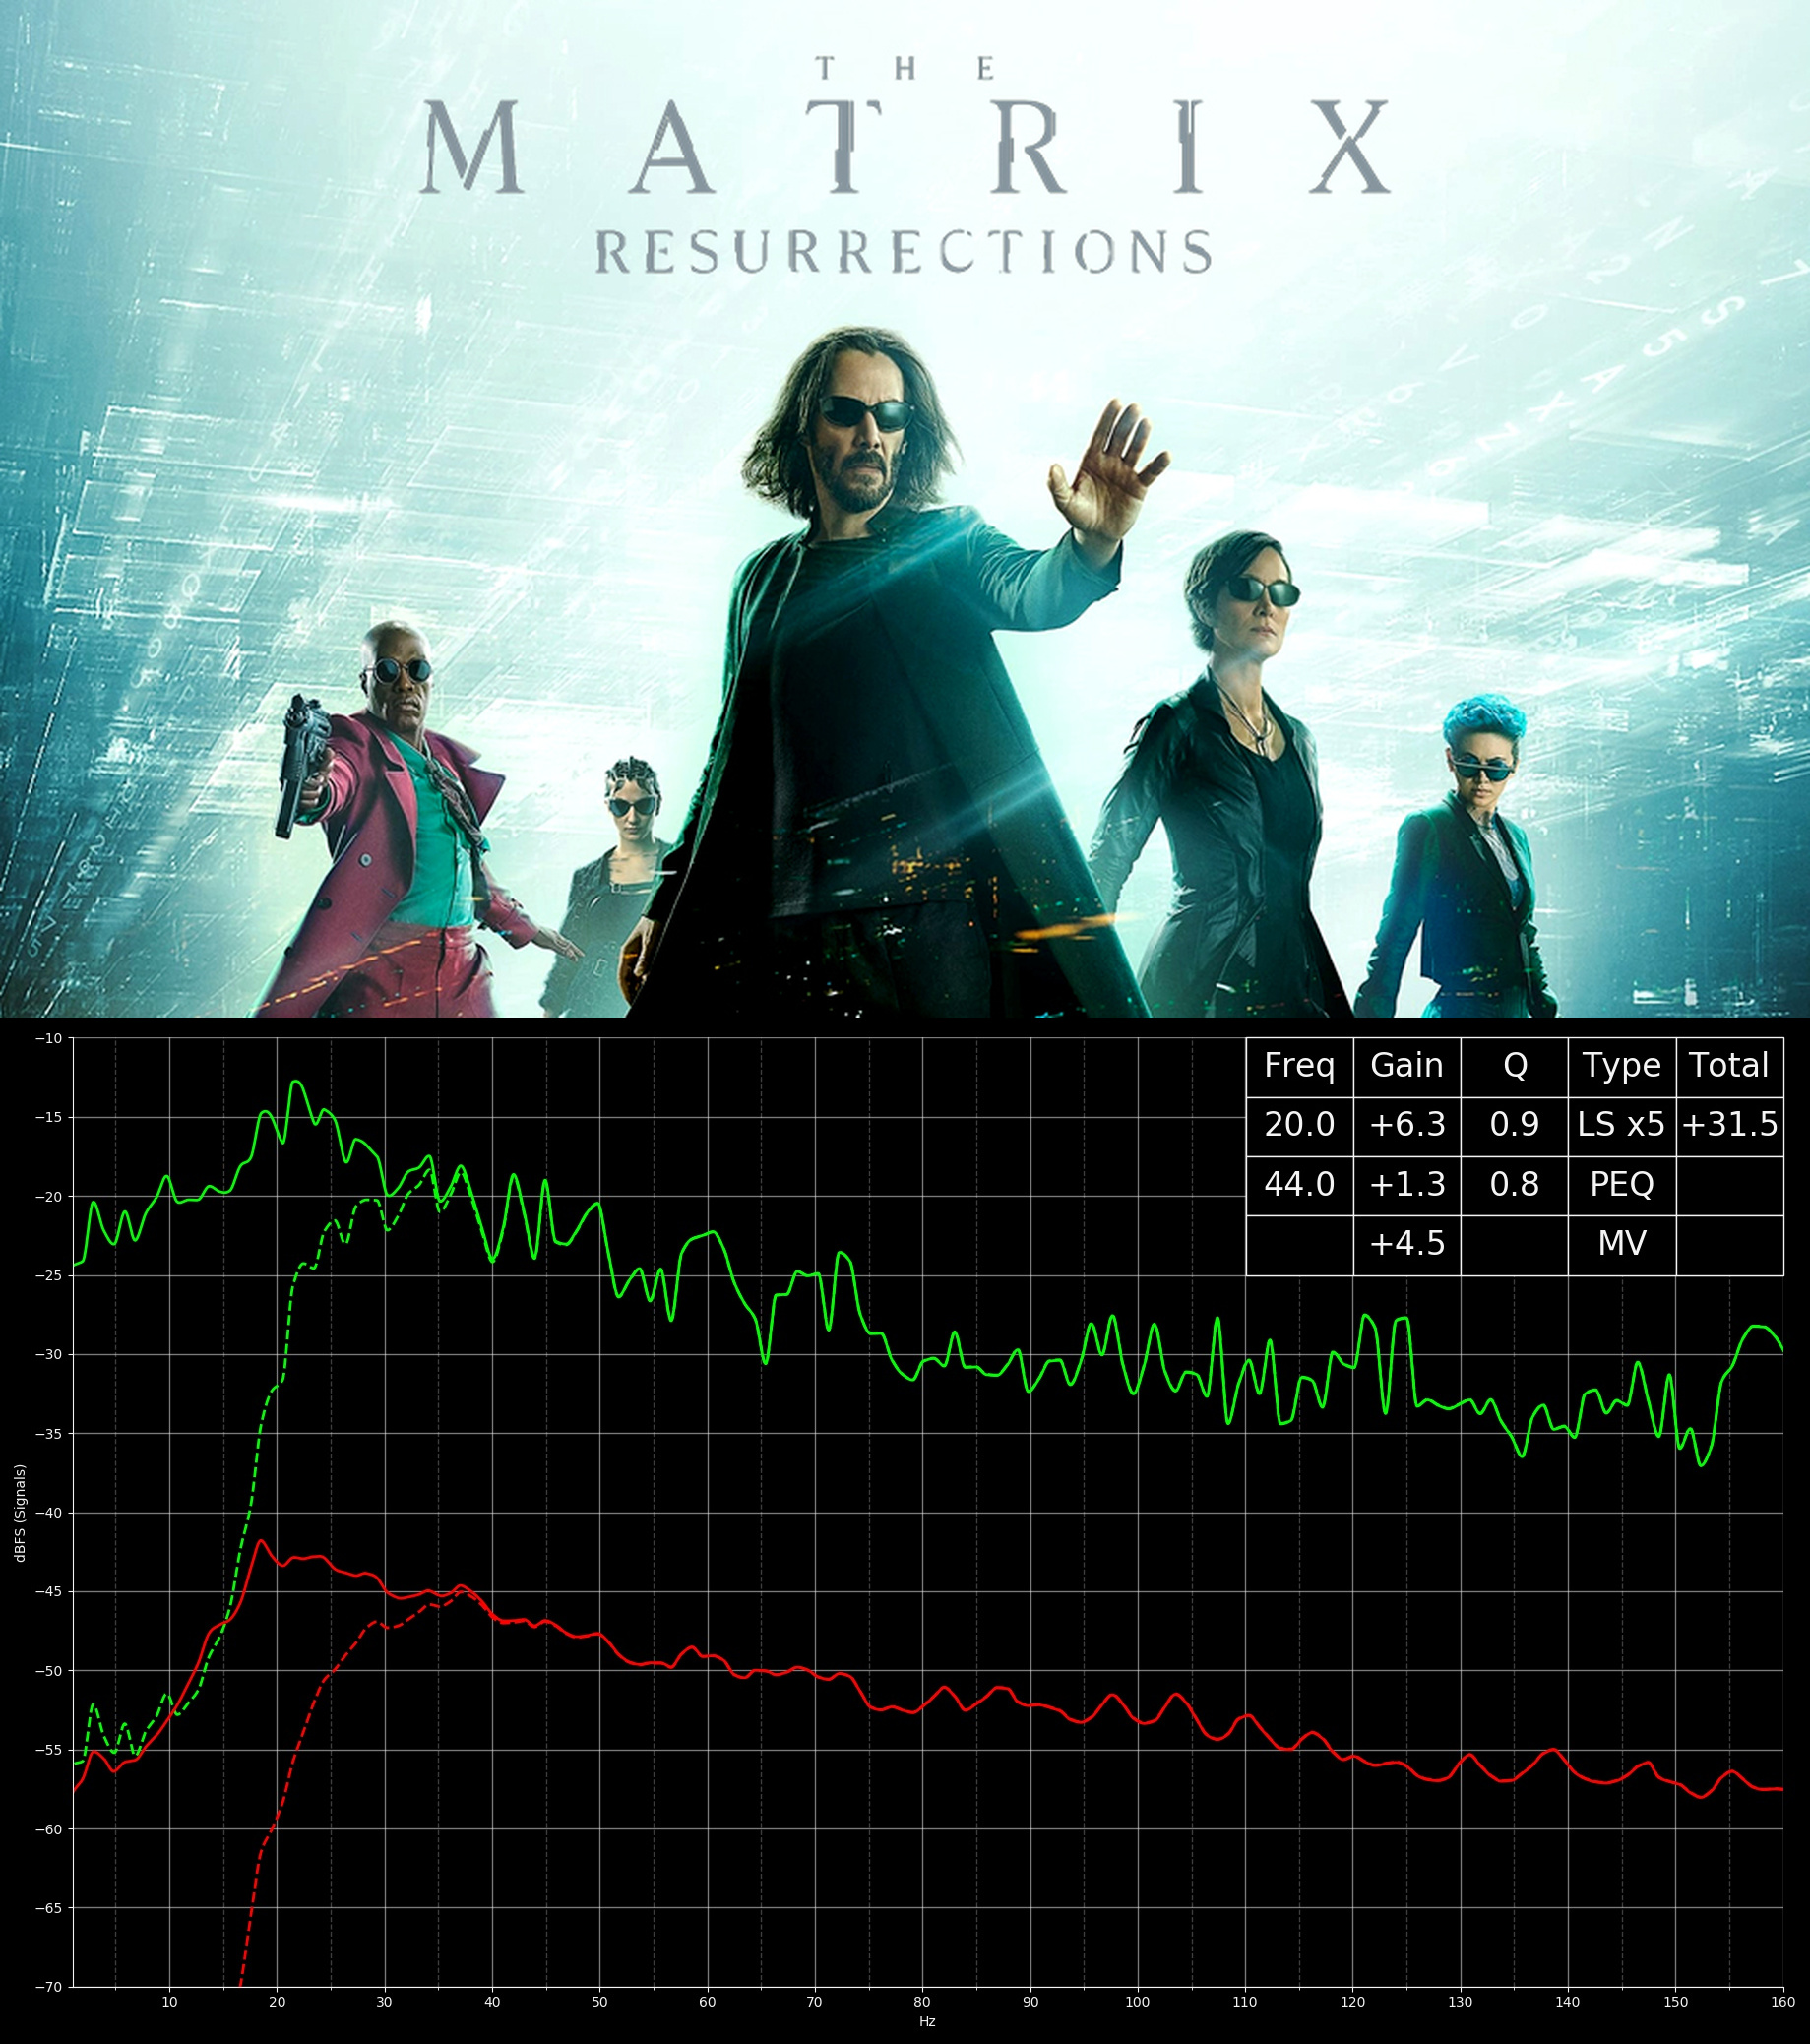 THE
MATRIX
RESURRECTIONS
Freq Gain Q Type Total
20.0 +6.3 0.9 LS x5 +31.5
44.0 +1.3 0.8 PEQ
+4.5 MV
−10
−15
−20
−25
−30
−35
−40
−45
−50
−55
−60
−65
−70
dBFS (Signals)
10 20 30 40 50 60 70 80 90 100 110 120 130 140 150 160
Hz